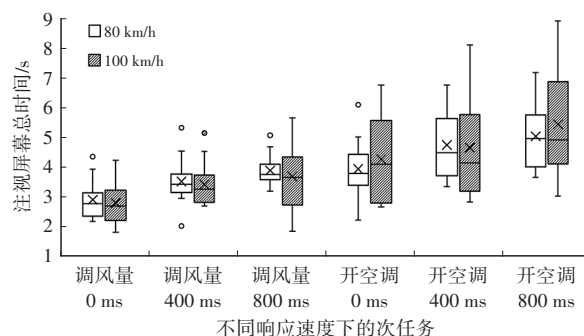 9
8
7
6
5
4
3
2
1
注视屏幕总时间/s
80 km/h
100 km/h
调风量 调风量 调风量 开空调 开空调 开空调
0 ms 400 ms 800 ms 0 ms 400 ms 800 ms
不同响应速度下的次任务